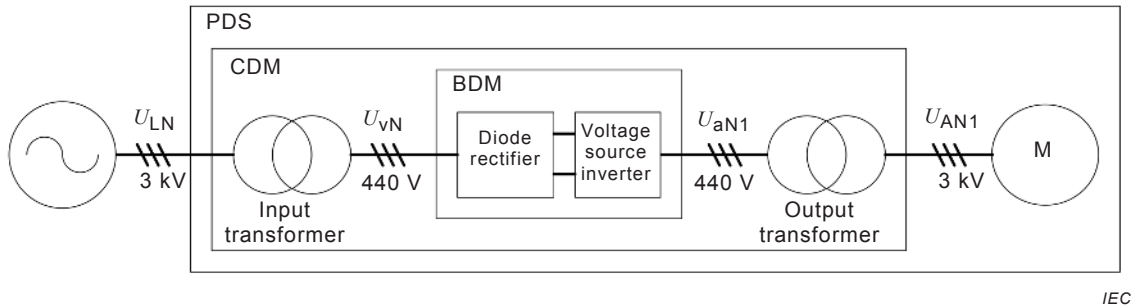 PDS
CDM
BDM
U_LN
3 kV
Input
transformer
U_vN
440 V
Diode
rectifier
Voltage
source
inverter
U_aN1
440 V
Output
transformer
U_AN1
3 kV
M
IEC